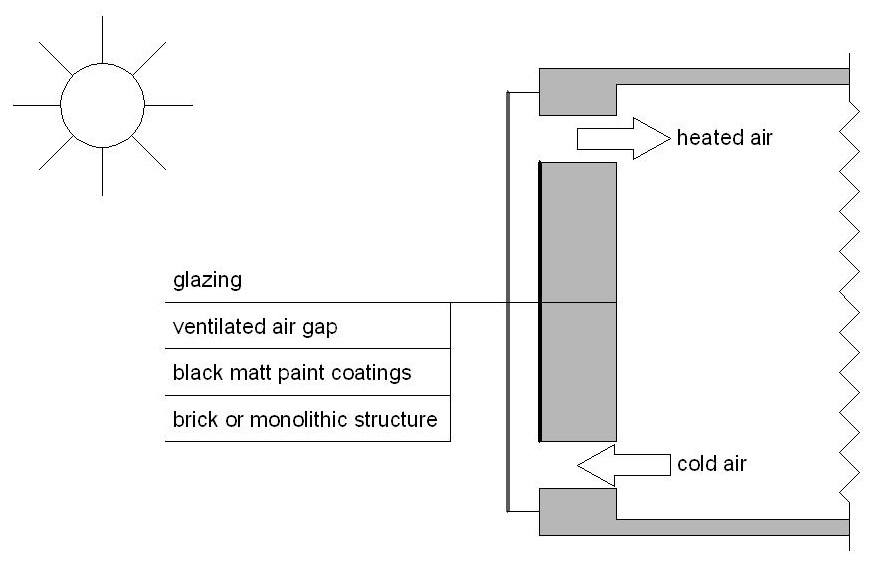 heated air
glazing
ventilated air gap
black matt paint coatings
brick or monolithic structure
cold air